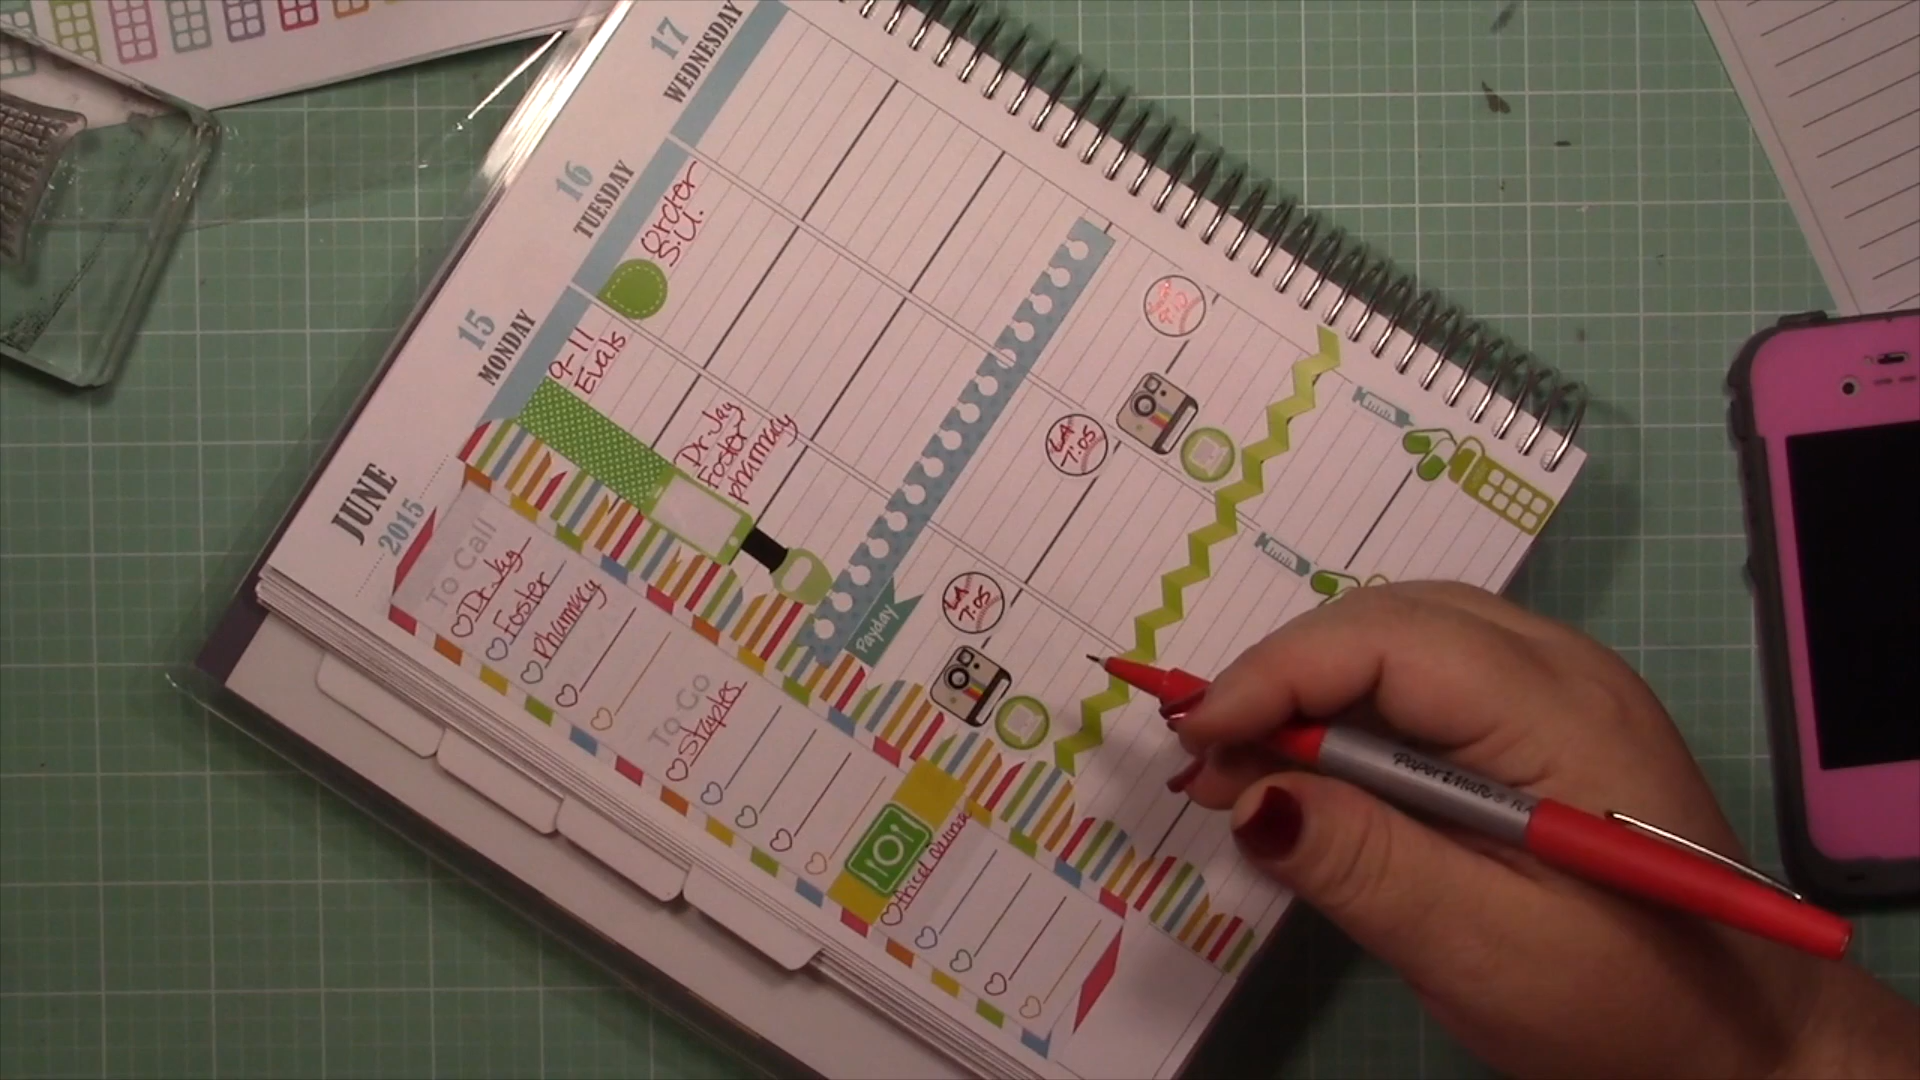 17
WEDNESDAY
16
TUESDAY
Order
S.U.
15
MONDAY
9-11
Evals
Dr. Jay
Foster
pharmacy
JUNE
2015
To Call
Dr. Jay
Foster
Pharmacy
To Go
Staples
Payday
LA
7:05
LA
7:05
Paper Mate